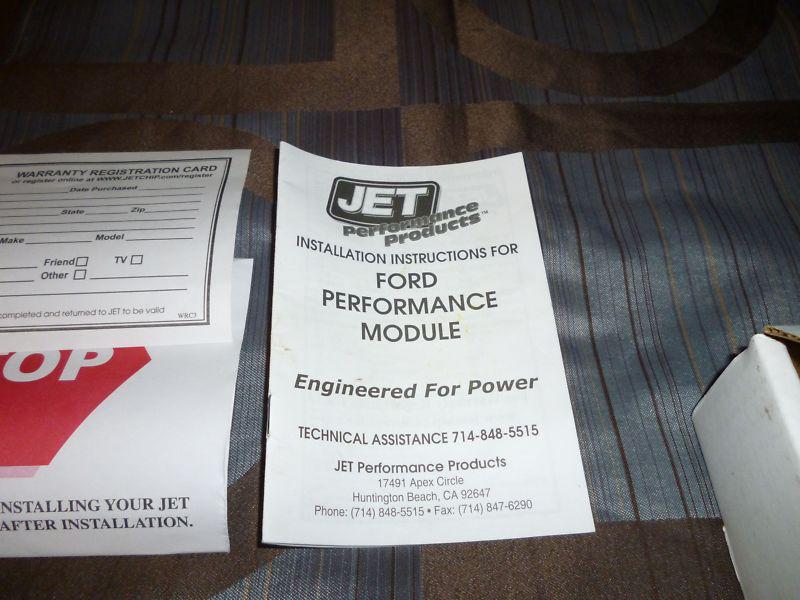 WARRANTY REGISTRATION CARD
or register online at WWW.JETCHIP.com/register
Date Purchased
State Zip
Make Model
Friend TV
Other
completed and returned to JET to be valid
WRC3
TOP
INSTALLING YOUR JET
AFTER INSTALLATION.
JET
Performance
Products™
INSTALLATION INSTRUCTIONS FOR
FORD
PERFORMANCE
MODULE
Engineered For Power
TECHNICAL ASSISTANCE 714-848-5515
JET Performance Products
17491 Apex Circle
Huntington Beach, CA 92647
Phone: (714) 848-5515 • Fax: (714) 847-6290